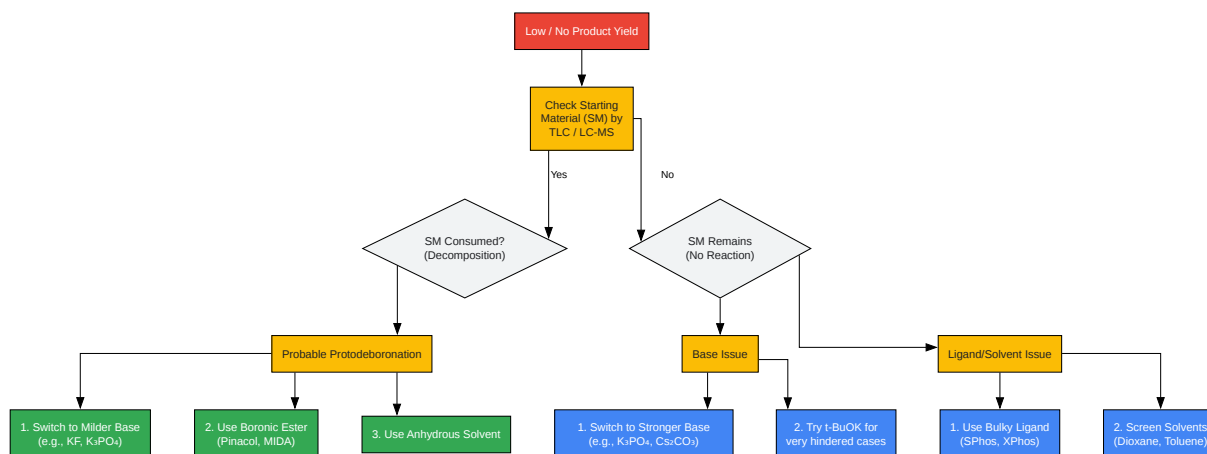 Low / No Product Yield
Check Starting
Material (SM) by
TLC / LC-MS
Yes
No
SM Consumed?
(Decomposition)
SM Remains
(No Reaction)
Probable Protodeboronation
Base Issue
Ligand/Solvent Issue
1. Switch to Milder Base
(e.g., KF, K₃PO₄)
2. Use Boronic Ester
(Pinacol, MIDA)
3. Use Anhydrous Solvent
1. Switch to Stronger Base
(e.g., K₃PO₄, Cs₂CO₃)
2. Try t-BuOK for
very hindered cases
1. Use Bulky Ligand
(SPhos, XPhos)
2. Screen Solvents
(Dioxane, Toluene)